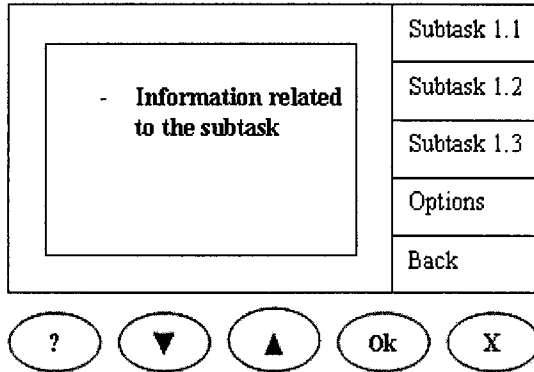 Subtask 1.1
- Information related
to the subtask
Subtask 1.2
Subtask 1.3
Options
Back
? ▼ ▲ Ok X